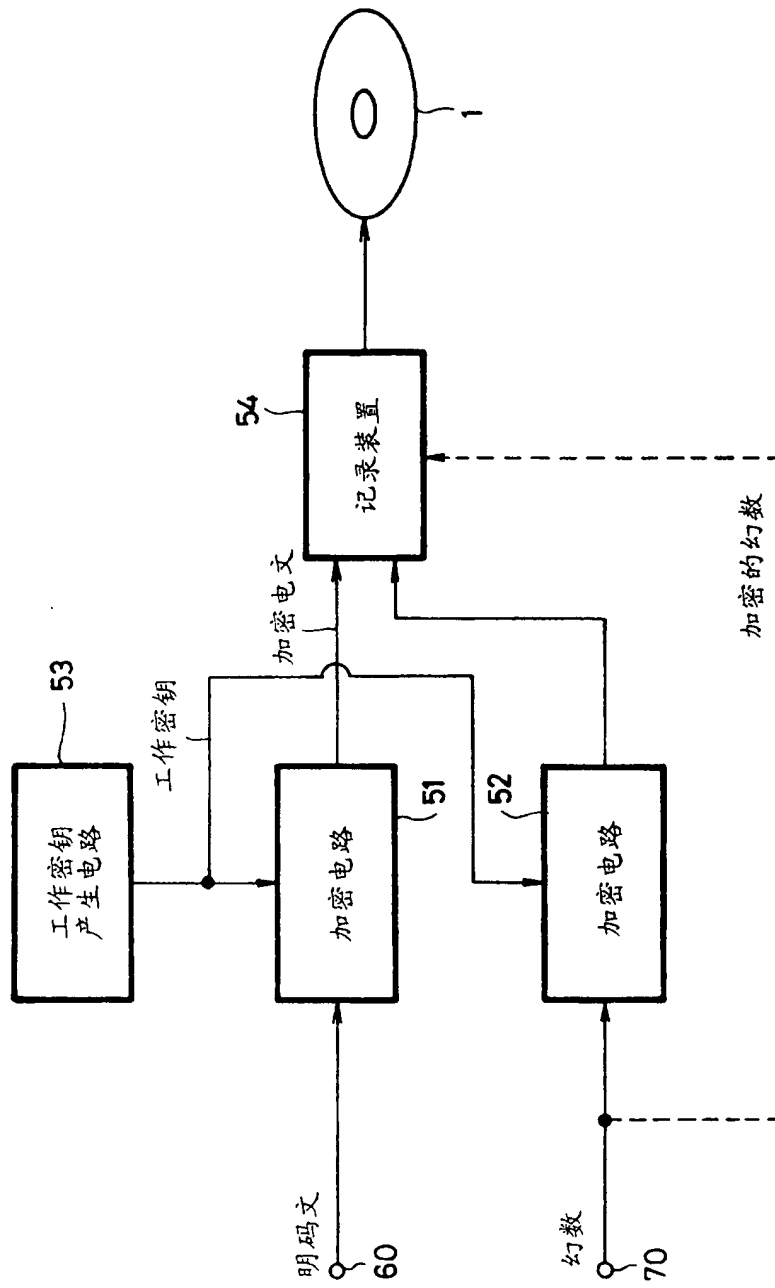 53
工作密钥
产生电路
工作密钥
明码文
60
加密电路
51
加密电文
54
记录装置
1
幻数
70
加密电路
52
加密的幻数